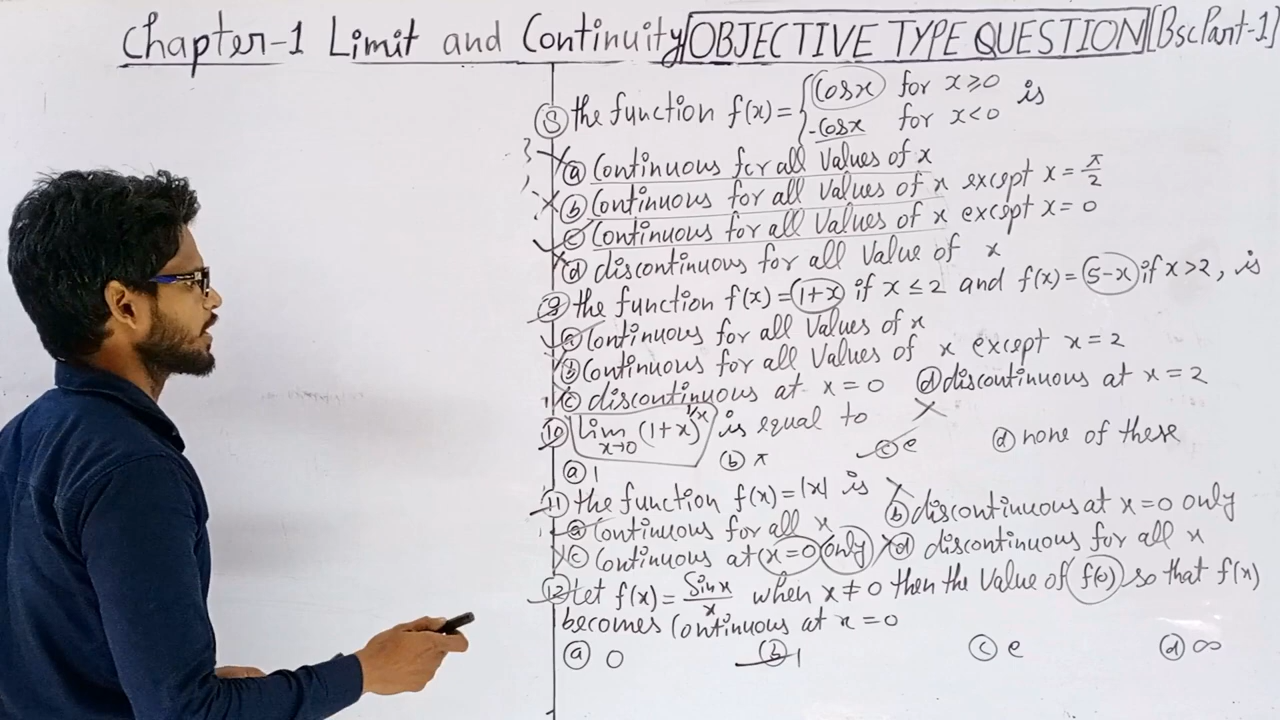 Chapter-1 Limit and Continuity OBJECTIVE TYPE QUESTION [Bsc Part-1]
⑧ the function f(x) = { cosx for x ≥ 0 is
-cosx for x < 0
ⓐ Continuous for all Values of x
ⓑ Continuous for all Values of x except x = π/2
ⓒ Continuous for all Values of x except x = 0
ⓓ discontinuous for all Value of x
⑨ the function f(x) = 1+x if x ≤ 2 and f(x) = 5-x if x > 2, is
ⓐ Continuous for all Values of x
ⓑ Continuous for all Values of x except x = 2
ⓒ discontinuous at x = 0 ⓓ discontinuous at x = 2
⑩ Lim x→0 (1+x)^1/x is equal to
ⓐ 1 ⓑ π ⓒ e ⓓ none of these
⑪ the function f(x) = |x| is
ⓐ Continuous for all x ⓑ discontinuous at x = 0 only
ⓒ Continuous at x = 0 only ⓓ discontinuous for all x
⑫ Let f(x) = Sinx/x when x ≠ 0 then the Value of f(0) so that f(x)
becomes Continuous at x = 0
ⓐ 0 ⓑ 1 ⓒ e ⓓ ∞